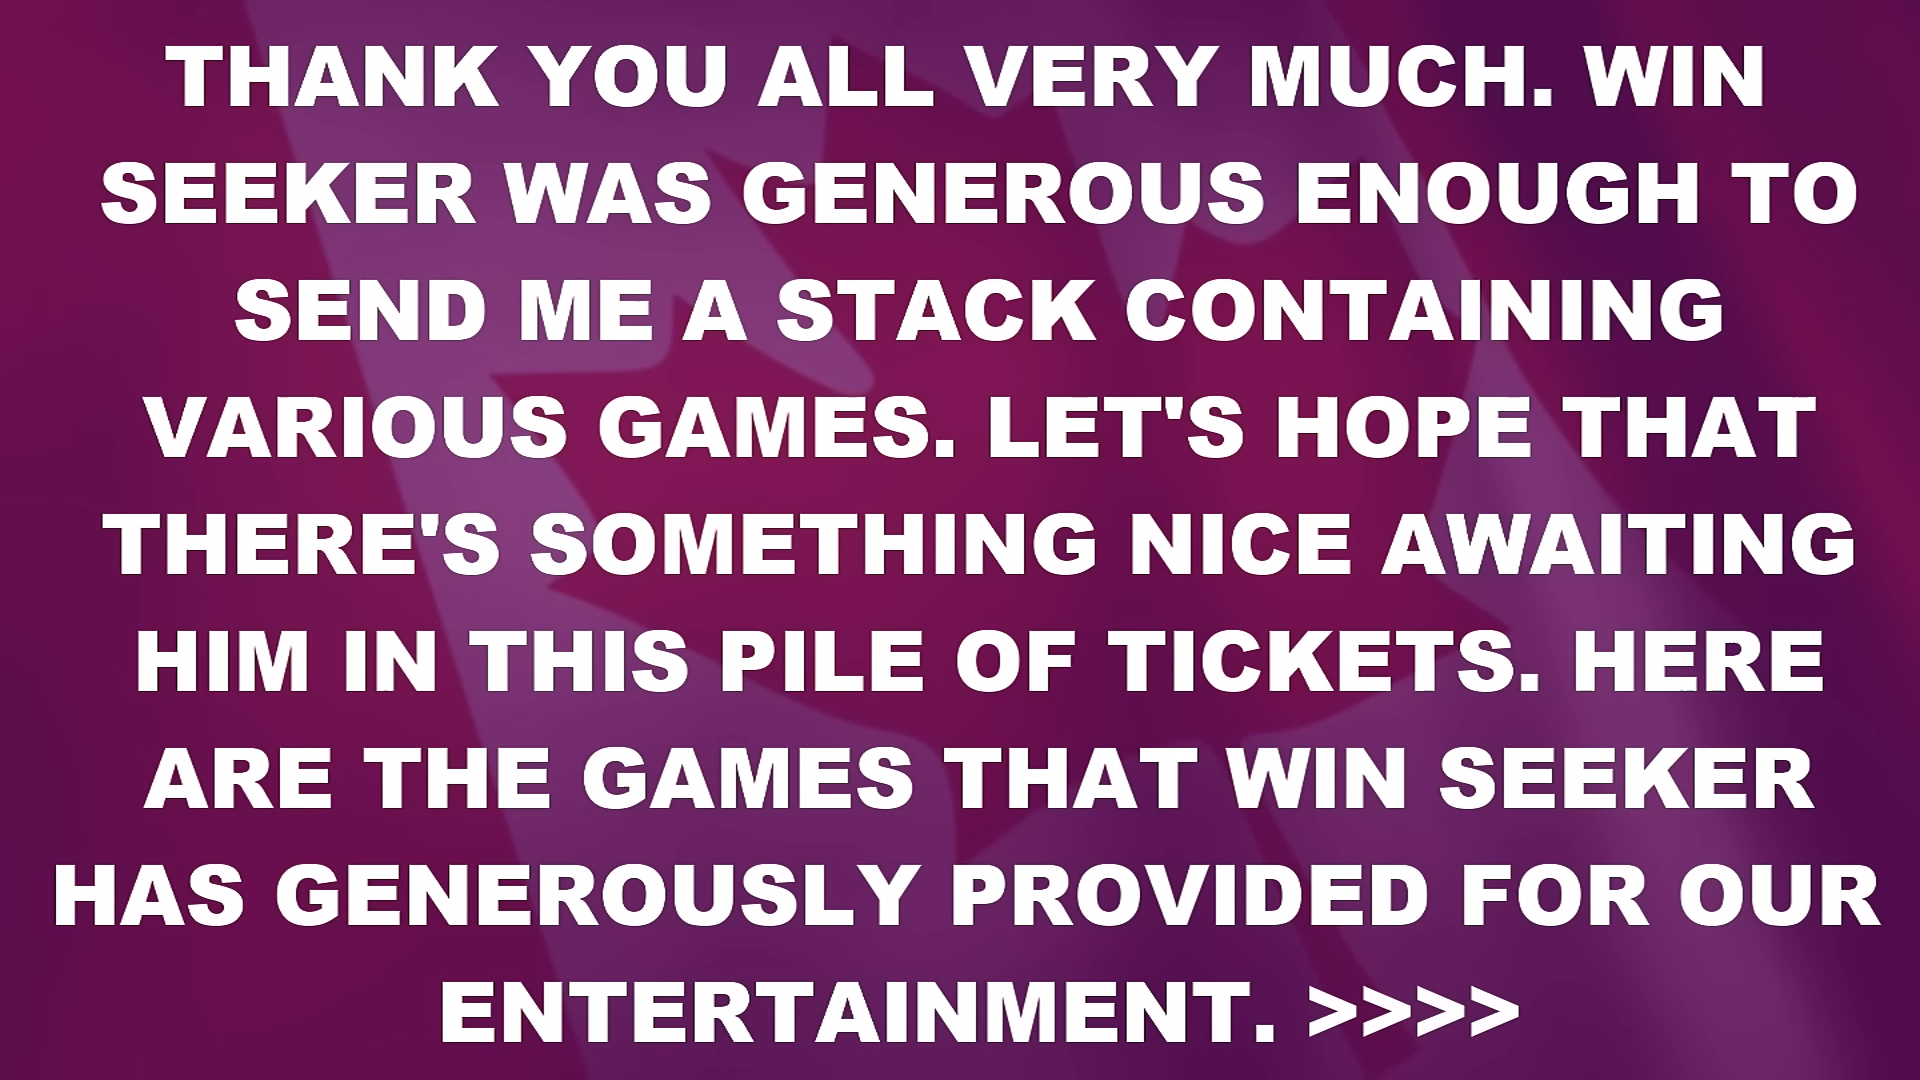 THANK YOU ALL VERY MUCH. WIN
SEEKER WAS GENEROUS ENOUGH TO
SEND ME A STACK CONTAINING
VARIOUS GAMES. LET'S HOPE THAT
THERE'S SOMETHING NICE AWAITING
HIM IN THIS PILE OF TICKETS. HERE
ARE THE GAMES THAT WIN SEEKER
HAS GENEROUSLY PROVIDED FOR OUR
ENTERTAINMENT. >>>>